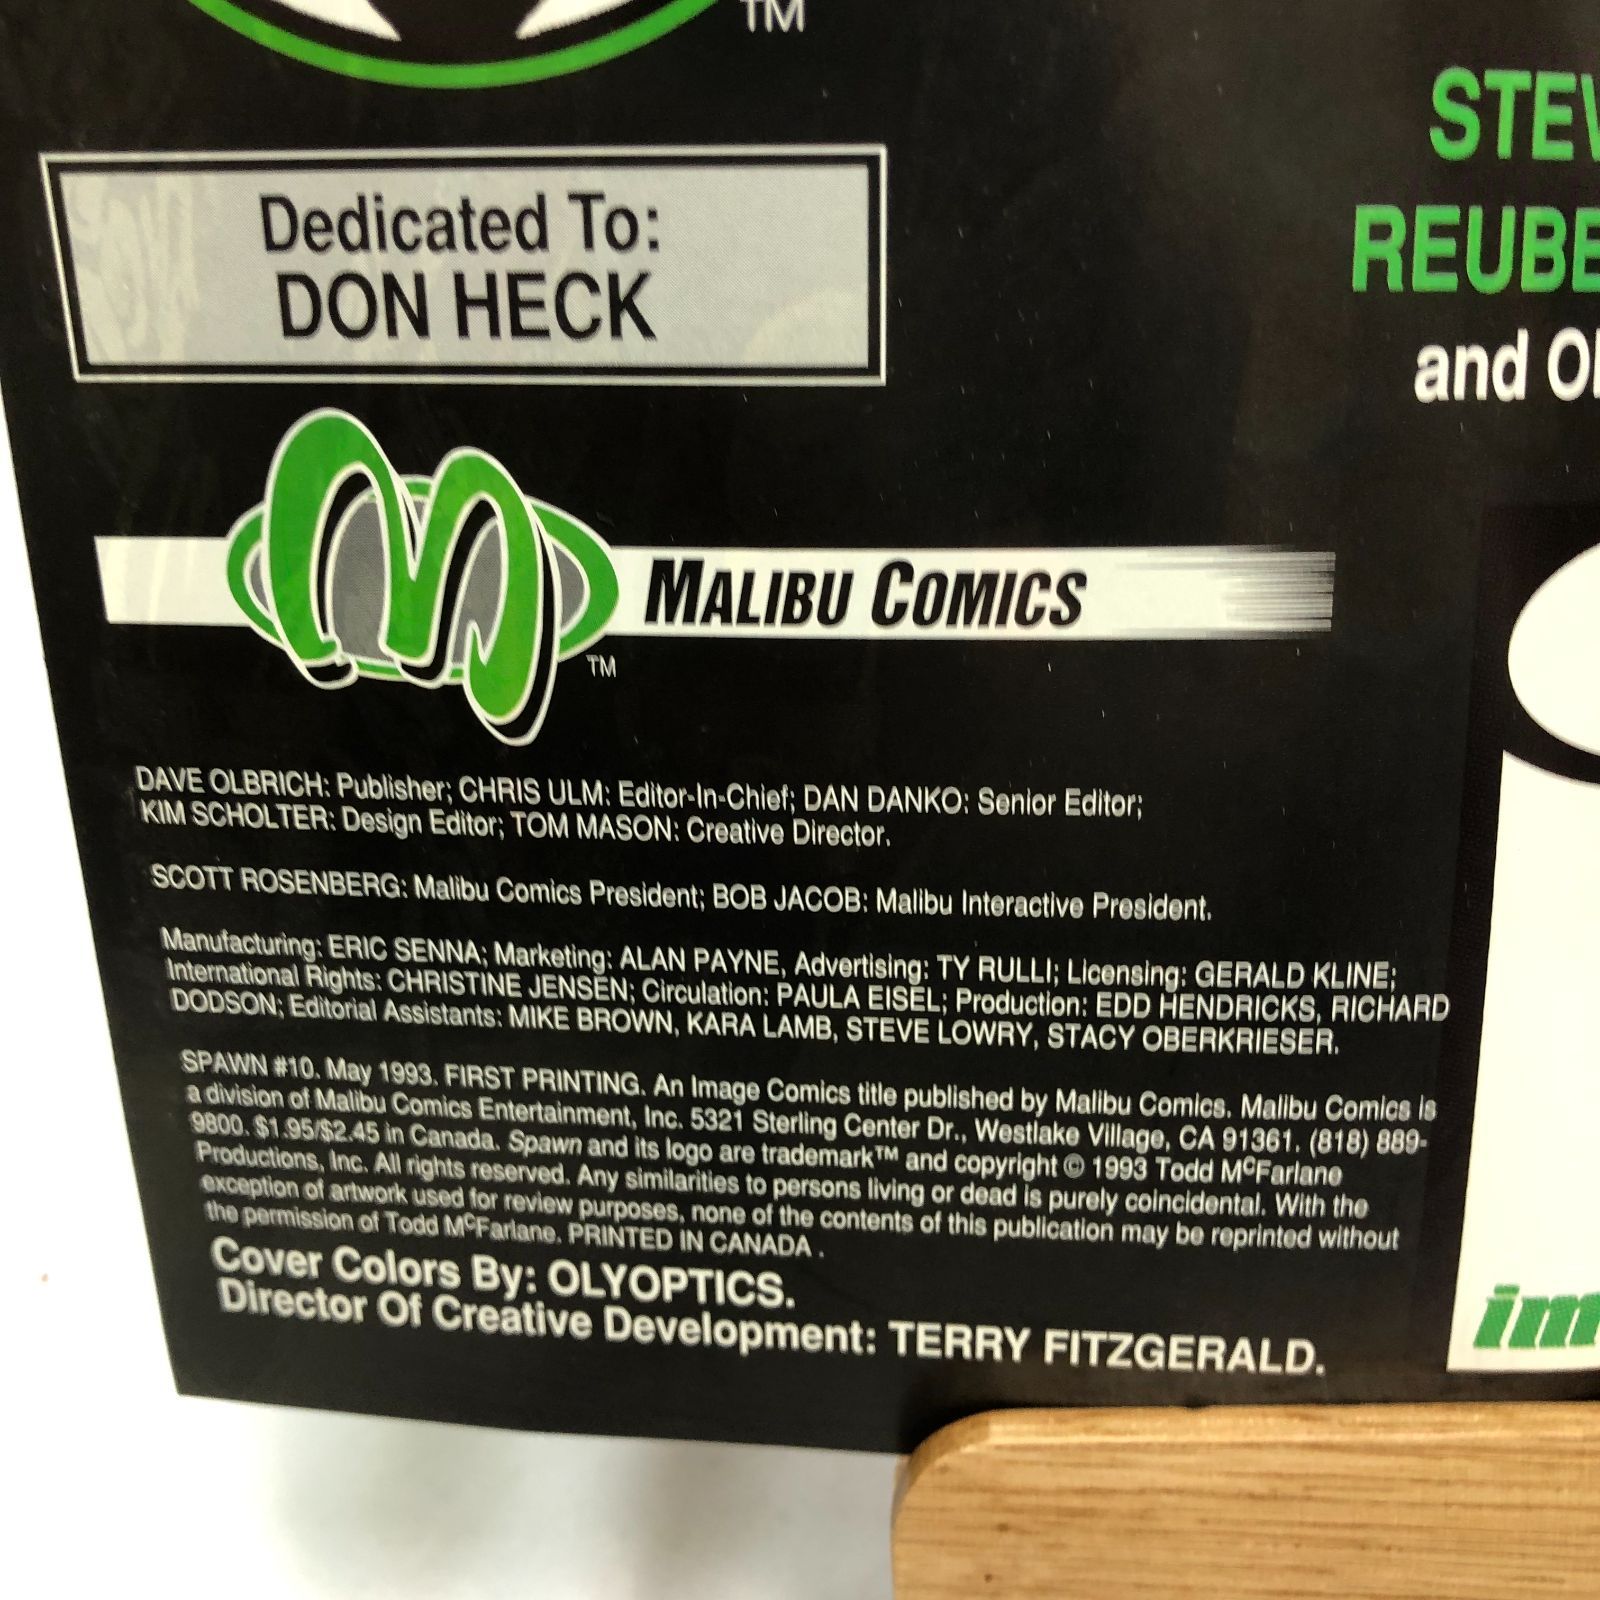 TM
Dedicated To:
DON HECK
MALIBU COMICS
TM
DAVE OLBRICH: Publisher; CHRIS ULM: Editor-In-Chief; DAN DANKO: Senior Editor;
KIM SCHOLTER: Design Editor; TOM MASON: Creative Director.
SCOTT ROSENBERG: Malibu Comics President; BOB JACOB: Malibu Interactive President.
Manufacturing: ERIC SENNA; Marketing: ALAN PAYNE, Advertising: TY RULLI; Licensing: GERALD KLINE;
International Rights: CHRISTINE JENSEN; Circulation: PAULA EISEL; Production: EDD HENDRICKS, RICHARD
DODSON; Editorial Assistants: MIKE BROWN, KARA LAMB, STEVE LOWRY, STACY OBERKRIESER.
SPAWN #10. May 1993. FIRST PRINTING. An Image Comics title published by Malibu Comics. Malibu Comics is
a division of Malibu Comics Entertainment, Inc. 5321 Sterling Center Dr., Westlake Village, CA 91361. (818) 889-
9800. $1.95/$2.45 in Canada. Spawn and its logo are trademark™ and copyright © 1993 Todd McFarlane
Productions, Inc. All rights reserved. Any similarities to persons living or dead is purely coincidental. With the
exception of artwork used for review purposes, none of the contents of this publication may be reprinted without
the permission of Todd McFarlane. PRINTED IN CANADA.
Cover Colors By: OLYOPTICS.
Director Of Creative Development: TERRY FITZGERALD.
STEV
REUBE
and Ol
im